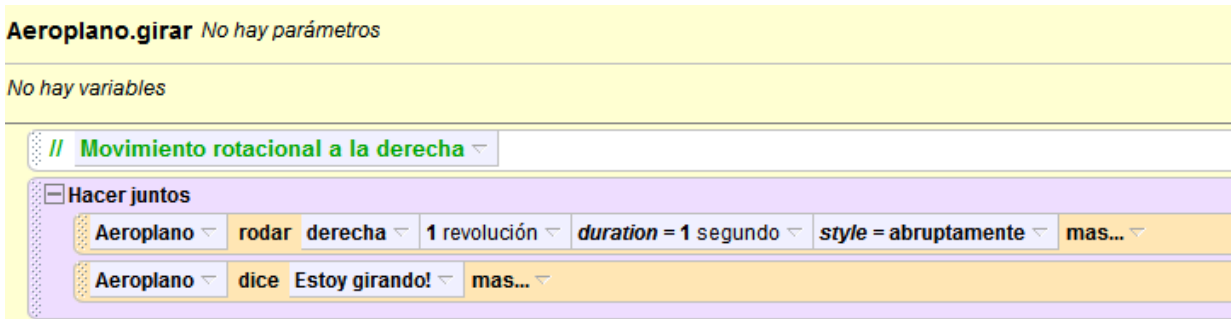 Aeroplano.girar No hay parámetros
No hay variables
// Movimiento rotacional a la derecha
Hacer juntos
Aeroplano rodar derecha 1 revolución duration = 1 segundo style = abruptamente mas...
Aeroplano dice Estoy girando! mas...